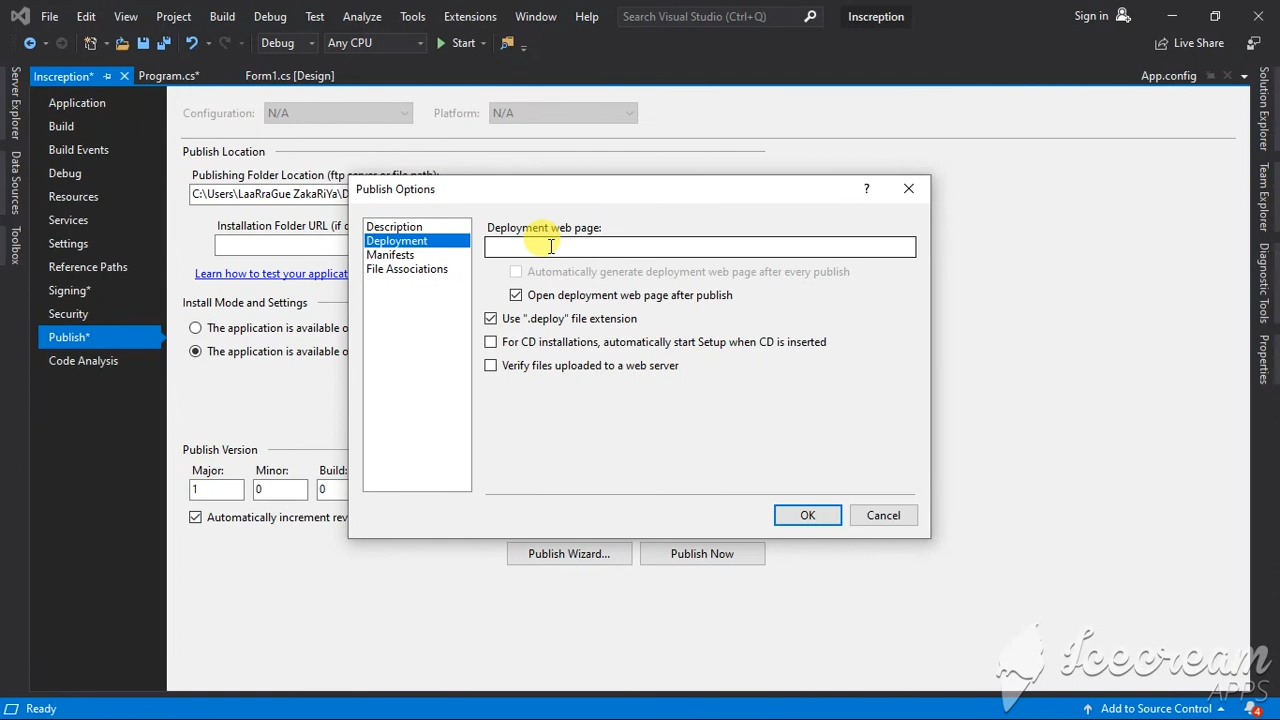 File Edit View Project Build Debug Test Analyze Tools Extensions Window Help Search Visual Studio (Ctrl+Q) Inscreption Sign in
Debug Any CPU Start Live Share
Inscreption* Program.cs* Form1.cs [Design] App.config
Server Explorer
Data Sources
Toolbox
Application
Build
Build Events
Debug
Resources
Services
Settings
Reference Paths
Signing*
Security
Publish*
Code Analysis
Configuration: N/A Platform: N/A
Publish Location
Publishing Folder Location (ftp server or file path):
C:\Users\LaaRraGue ZakaRiYa\D
Installation Folder URL (if d
Learn how to test your applicat
Install Mode and Settings
The application is available o
The application is available o
Publish Version
Major: Minor: Build:
1 0 0
Automatically increment rev
Publish Wizard... Publish Now
Publish Options ?
Description
Deployment
Manifests
File Associations
Deployment web page:
Automatically generate deployment web page after every publish
Open deployment web page after publish
Use ".deploy" file extension
For CD installations, automatically start Setup when CD is inserted
Verify files uploaded to a web server
OK Cancel
Solution Explorer
Team Explorer
Diagnostic Tools
Properties
Icecream
APPS
Ready Add to Source Control 4